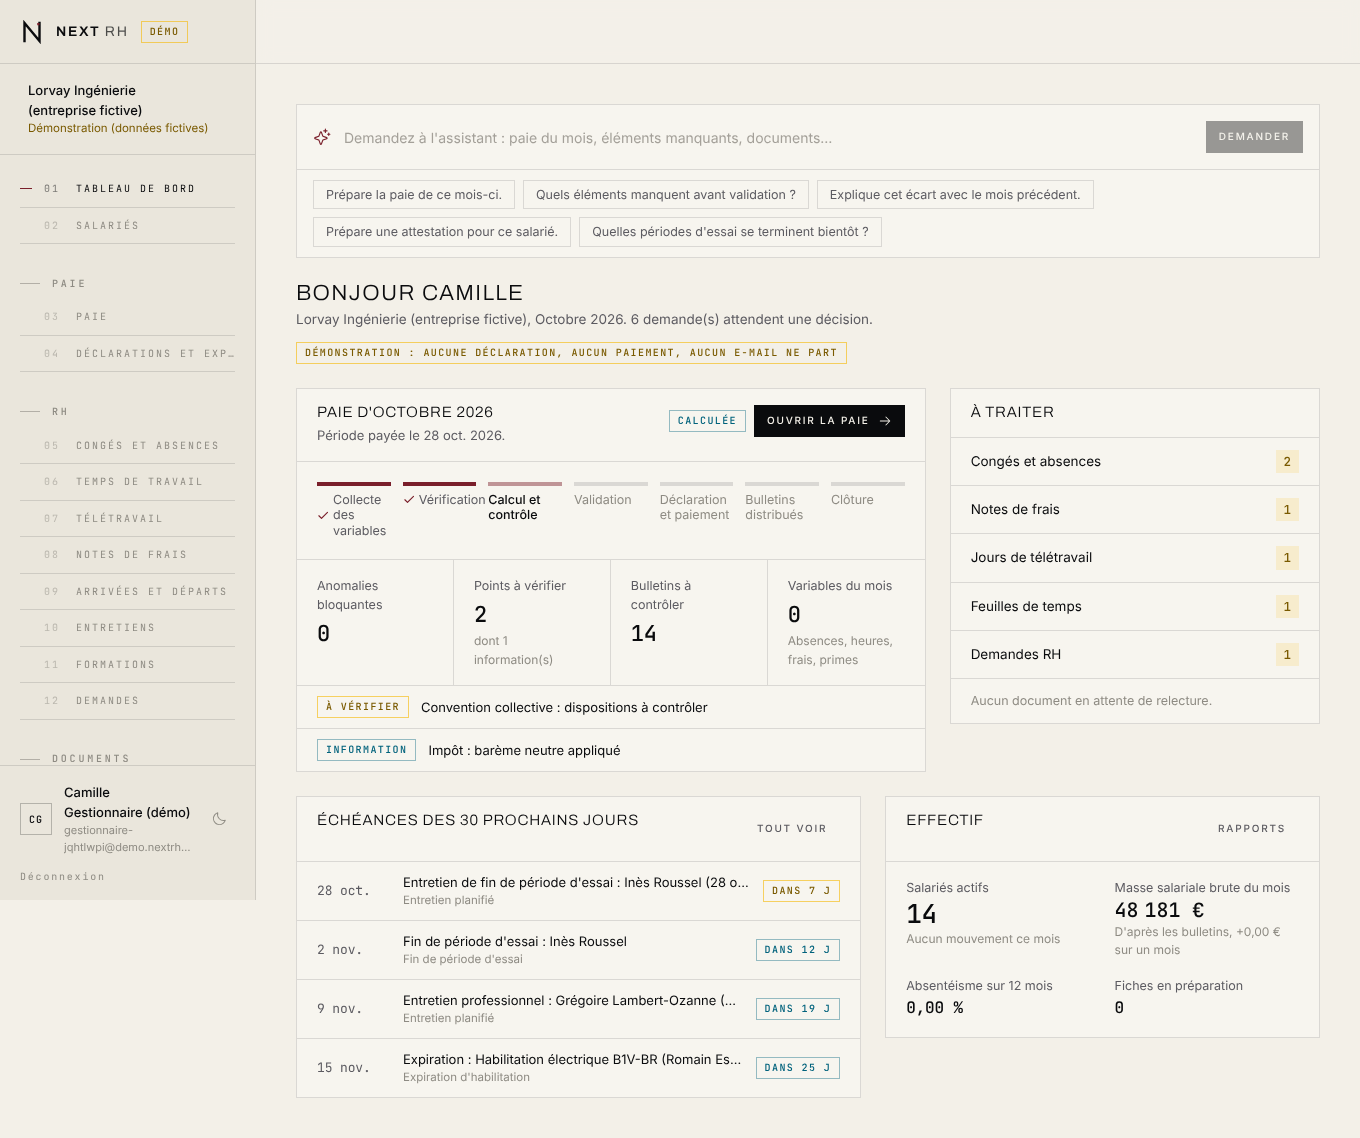 NEXT RH
DÉMO
Lorvay Ingénierie
(entreprise fictive)
Démonstration (données fictives)
01 TABLEAU DE BORD
02 SALARIÉS
PAIE
03 PAIE
04 DÉCLARATIONS ET EXP…
RH
05 CONGÉS ET ABSENCES
06 TEMPS DE TRAVAIL
07 TÉLÉTRAVAIL
08 NOTES DE FRAIS
09 ARRIVÉES ET DÉPARTS
10 ENTRETIENS
11 FORMATIONS
12 DEMANDES
DOCUMENTS
CG
Camille
Gestionnaire (démo)
gestionnaire-
jqhtlwpi@demo.nextrh…
Déconnexion
Demandez à l'assistant : paie du mois, éléments manquants, documents…
DEMANDER
Prépare la paie de ce mois-ci.
Quels éléments manquent avant validation ?
Explique cet écart avec le mois précédent.
Prépare une attestation pour ce salarié.
Quelles périodes d'essai se terminent bientôt ?
BONJOUR CAMILLE
Lorvay Ingénierie (entreprise fictive), Octobre 2026. 6 demande(s) attendent une décision.
DÉMONSTRATION : AUCUNE DÉCLARATION, AUCUN PAIEMENT, AUCUN E-MAIL NE PART
PAIE D'OCTOBRE 2026
Période payée le 28 oct. 2026.
CALCULÉE
OUVRIR LA PAIE →
✓ Collecte
des
variables
✓ Vérification
Calcul et
contrôle
Validation
Déclaration
et paiement
Bulletins
distribués
Clôture
Anomalies
bloquantes
0
Points à vérifier
2
dont 1
information(s)
Bulletins à
contrôler
14
Variables du mois
0
Absences, heures,
frais, primes
À VÉRIFIER
Convention collective : dispositions à contrôler
INFORMATION
Impôt : barème neutre appliqué
À TRAITER
Congés et absences 2
Notes de frais 1
Jours de télétravail 1
Feuilles de temps 1
Demandes RH 1
Aucun document en attente de relecture.
ÉCHÉANCES DES 30 PROCHAINS JOURS
TOUT VOIR
28 oct.
Entretien de fin de période d'essai : Inès Roussel (28 o…
Entretien planifié
DANS 7 J
2 nov.
Fin de période d'essai : Inès Roussel
Fin de période d'essai
DANS 12 J
9 nov.
Entretien professionnel : Grégoire Lambert-Ozanne (…
Entretien planifié
DANS 19 J
15 nov.
Expiration : Habilitation électrique B1V-BR (Romain Es…
Expiration d'habilitation
DANS 25 J
EFFECTIF
RAPPORTS
Salariés actifs
14
Aucun mouvement ce mois
Masse salariale brute du mois
48 181 €
D'après les bulletins, +0,00 €
sur un mois
Absentéisme sur 12 mois
0,00 %
Fiches en préparation
0